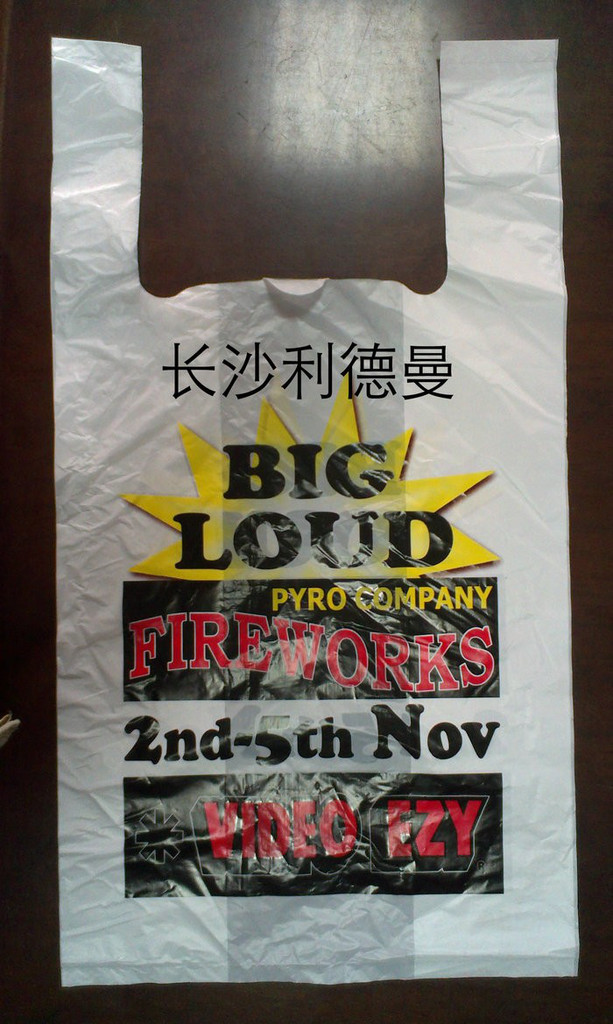 长沙利德曼
BIG
LOUD
PYRO COMPANY
FIREWORKS
2nd-5th Nov
VIDEO EZY